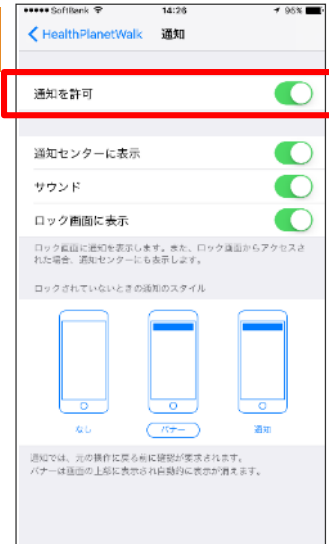 ●●●●● SoftBank 14:26 95%
HealthPlanetWalk 通知
通知を許可
通知センターに表示
サウンド
ロック画面に表示
ロック画面に通知を表示します。また、ロック画面からアクセスさ
れた場合、通知センターにも表示します。
ロックされていないときの通知のスタイル
なし バナー 通知
通知では、元の操作に戻る前に確認が要求されます。
バナーは画面の上部に表示され自動的に表示が消えます。